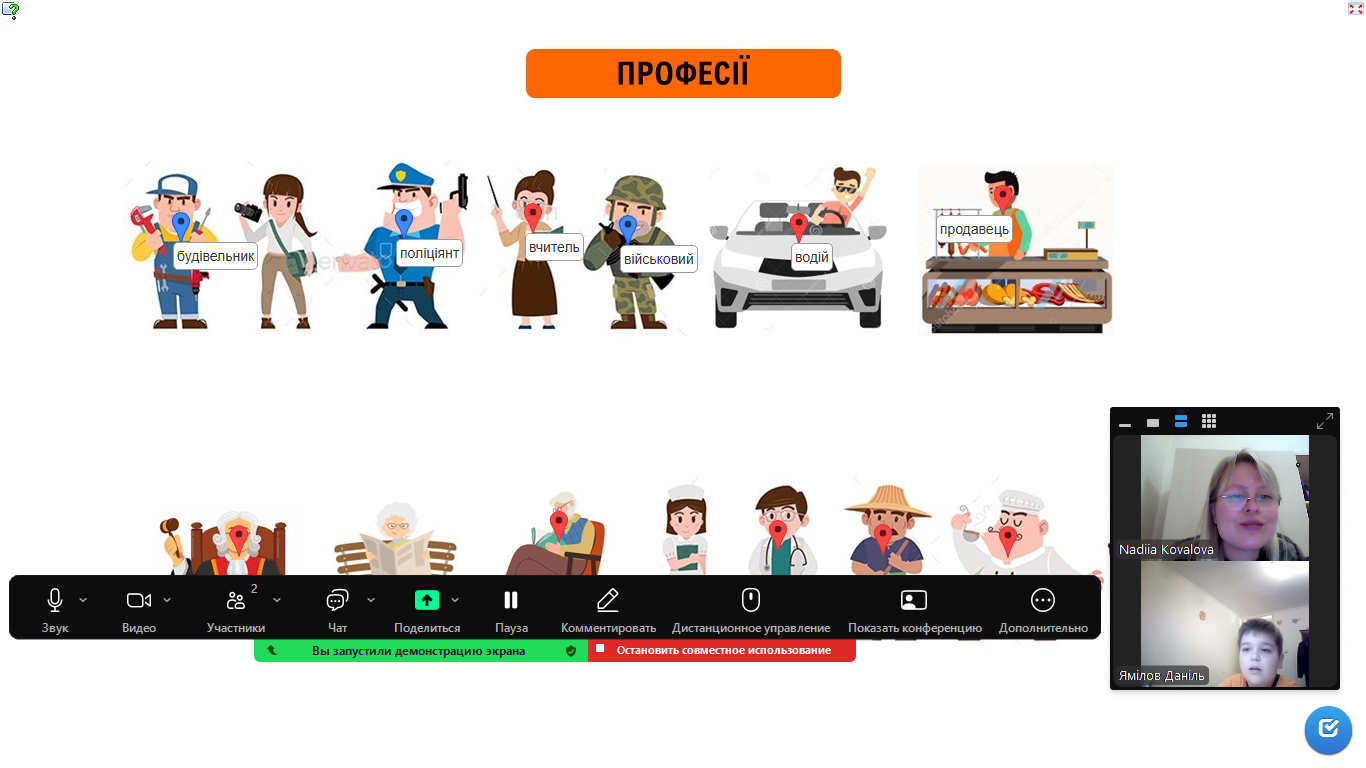 ПРОФЕСІЇ
будівельник
поліціянт
вчитель
військовий
водій
продавець
Nadiia Kovalova
Ямілов Даніль
2
Звук
Видео
Участники
Чат
Поделиться
Пауза
Комментировать
Дистанционное управление
Показать конференцию
Дополнительно
Вы запустили демонстрацию экрана
Остановить совместное использование